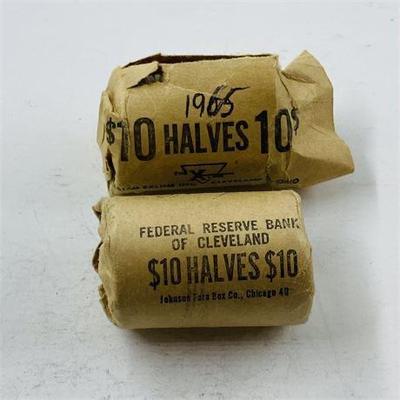 1965
$10 HALVES 10$
FEDERAL RESERVE BANK
OF CLEVELAND
$10 HALVES $10
Johnson Fare Box Co., Chicago 40